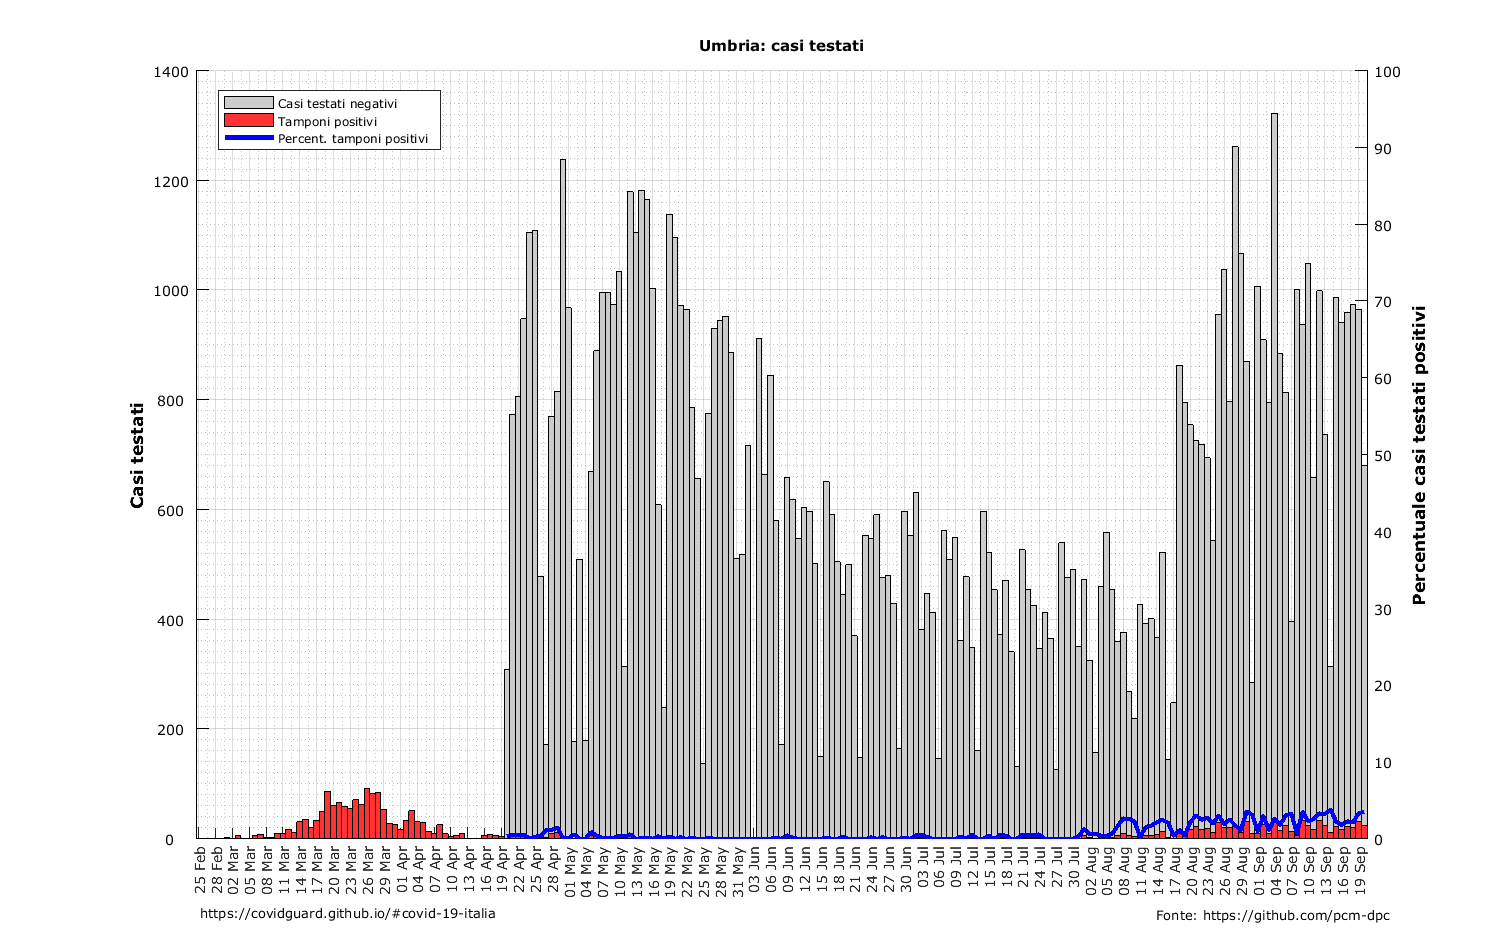 Umbria: casi testati
1400
1200
1000
800
600
400
200
0
100
90
80
70
60
50
40
30
20
10
0
Casi testati negativi
Tamponi positivi
Percent. tamponi positivi
Casi testati
Percentuale casi testati positivi
25 Feb
28 Feb
02 Mar
05 Mar
08 Mar
11 Mar
14 Mar
17 Mar
20 Mar
23 Mar
26 Mar
29 Mar
01 Apr
04 Apr
07 Apr
10 Apr
13 Apr
16 Apr
19 Apr
22 Apr
25 Apr
28 Apr
01 May
04 May
07 May
10 May
13 May
16 May
19 May
22 May
25 May
28 May
31 May
03 Jun
06 Jun
09 Jun
12 Jun
15 Jun
18 Jun
21 Jun
24 Jun
27 Jun
30 Jun
03 Jul
06 Jul
09 Jul
12 Jul
15 Jul
18 Jul
21 Jul
24 Jul
27 Jul
30 Jul
02 Aug
05 Aug
08 Aug
11 Aug
14 Aug
17 Aug
20 Aug
23 Aug
26 Aug
29 Aug
01 Sep
04 Sep
07 Sep
10 Sep
13 Sep
16 Sep
19 Sep
https://covidguard.github.io/#covid-19-italia
Fonte: https://github.com/pcm-dpc